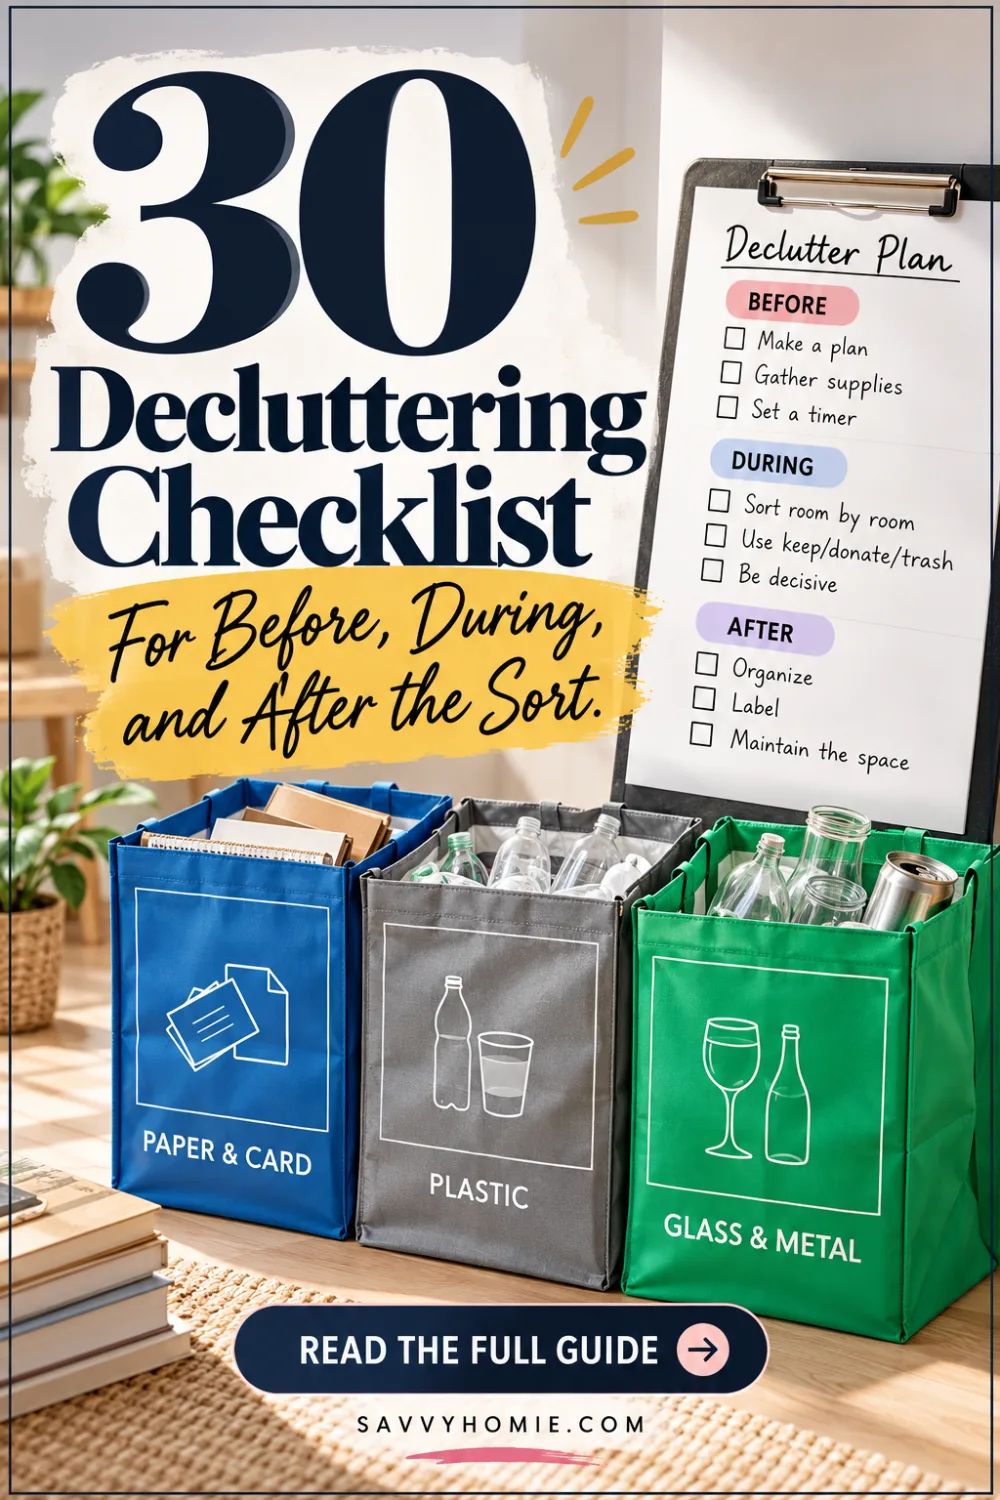 30
Decluttering
Checklist
For Before, During,
and After the Sort.
Declutter Plan
BEFORE
Make a plan
Gather supplies
Set a timer
DURING
Sort room by room
Use keep/donate/trash
Be decisive
AFTER
Organize
Label
Maintain the space
PAPER & CARD
PLASTIC
GLASS & METAL
READ THE FULL GUIDE
SAVVYHOMIE.COM